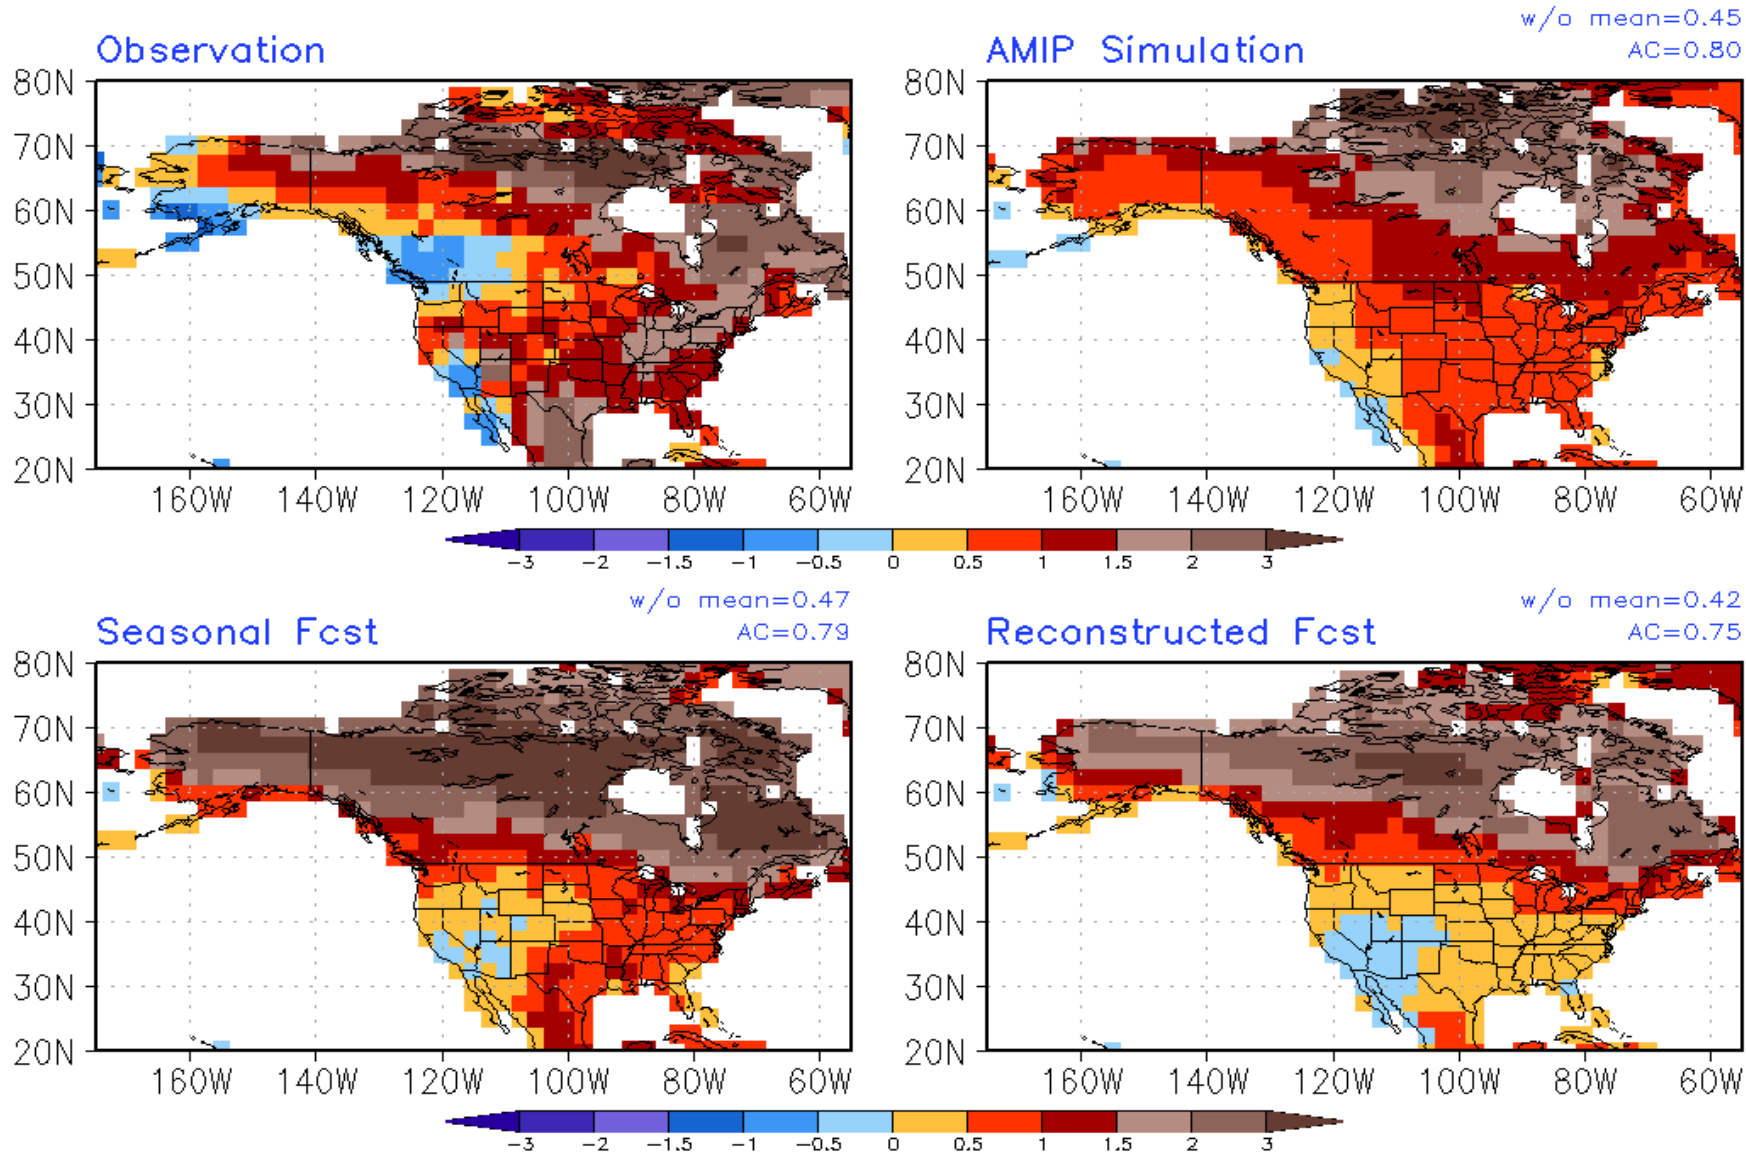 w/o mean=0.45
Observation
AMIP Simulation
AC=0.80
80N
70N
60N
50N
40N
30N
20N
160W 140W 120W 100W 80W 60W
80N
70N
60N
50N
40N
30N
20N
160W 140W 120W 100W 80W 60W
-3 -2 -1.5 -1 -0.5 0 0.5 1 1.5 2 3
w/o mean=0.47
Seasonal Fcst
AC=0.79
w/o mean=0.42
Reconstructed Fcst
AC=0.75
80N
70N
60N
50N
40N
30N
20N
160W 140W 120W 100W 80W 60W
80N
70N
60N
50N
40N
30N
20N
160W 140W 120W 100W 80W 60W
-3 -2 -1.5 -1 -0.5 0 0.5 1 1.5 2 3